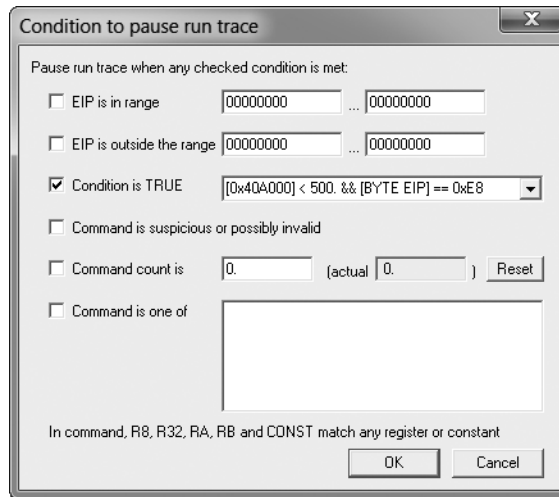 Condition to pause run trace
X
Pause run trace when any checked condition is met:
EIP is in range 00000000 ... 00000000
EIP is outside the range 00000000 ... 00000000
Condition is TRUE [0x40A000] < 500. && [BYTE EIP] == 0xE8
Command is suspicious or possibly invalid
Command count is 0. (actual 0. ) Reset
Command is one of
In command, R8, R32, RA, RB and CONST match any register or constant
OK Cancel